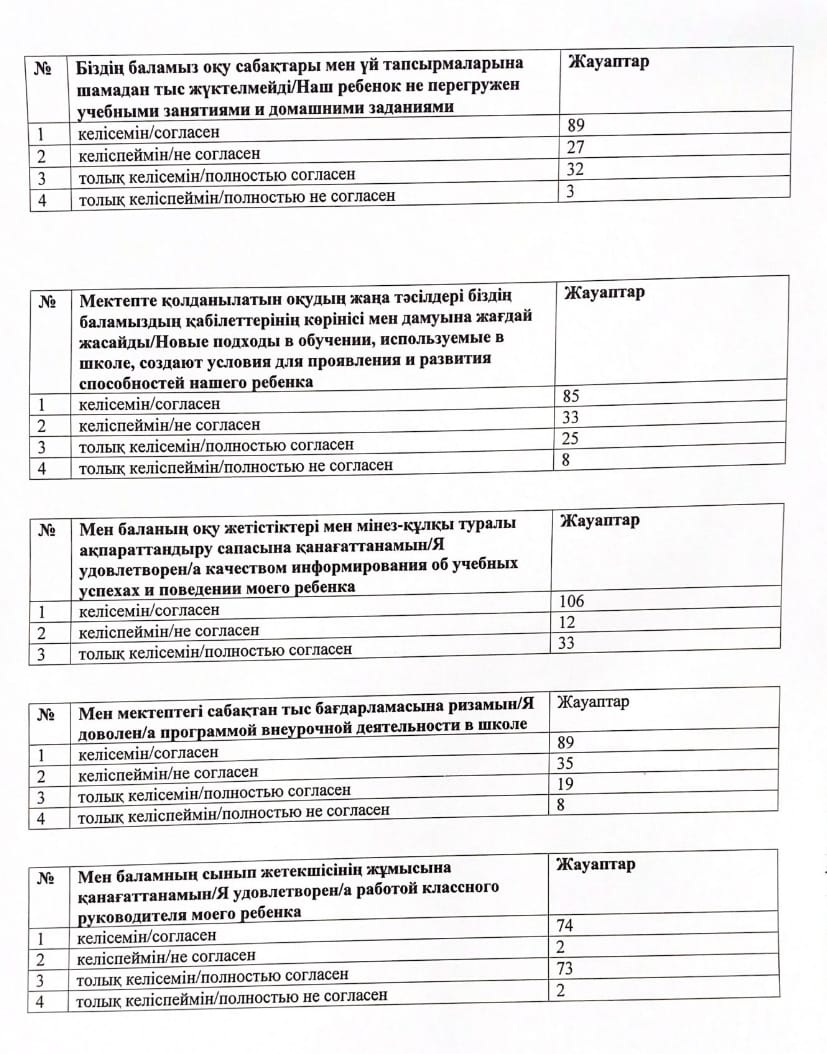 № Біздің баламыз оқу сабақтары мен үй тапсырмаларына Жауаптар
шамадан тыс жүктелмейді/Наш ребенок не перегружен
учебными занятиями и домашними заданиями
1 келісемін/согласен 89
2 келіспеймін/не согласен 27
3 толық келісемін/полностью согласен 32
4 толық келіспеймін/полностью не согласен 3
№ Мектепте қолданылатын оқудың жаңа тәсілдері біздің Жауаптар
баламыздың қабілеттерінің көрінісі мен дамуына жағдай
жасайды/Новые подходы в обучении, используемые в
школе, создают условия для проявления и развития
способностей нашего ребенка
1 келісемін/согласен 85
2 келіспеймін/не согласен 33
3 толық келісемін/полностью согласен 25
4 толық келіспеймін/полностью не согласен 8
№ Мен баланың оқу жетістіктері мен мінез-құлқы туралы Жауаптар
ақпараттандыру сапасына қанағаттанамын/Я
удовлетворен/а качеством информирования об учебных
успехах и поведении моего ребенка
1 келісемін/согласен 106
2 келіспеймін/не согласен 12
3 толық келісемін/полностью согласен 33
№ Мен мектептегі сабақтан тыс бағдарламасына ризамын/Я Жауаптар
доволен/а программой внеурочной деятельности в школе
1 келісемін/согласен 89
2 келіспеймін/не согласен 35
3 толық келісемін/полностью согласен 19
4 толық келіспеймін/полностью не согласен 8
№ Мен баламның сынып жетекшісінің жұмысына Жауаптар
қанағаттанамын/Я удовлетворен/а работой классного
руководителя моего ребенка
1 келісемін/согласен 74
2 келіспеймін/не согласен 2
3 толық келісемін/полностью согласен 73
4 толық келіспеймін/полностью не согласен 2